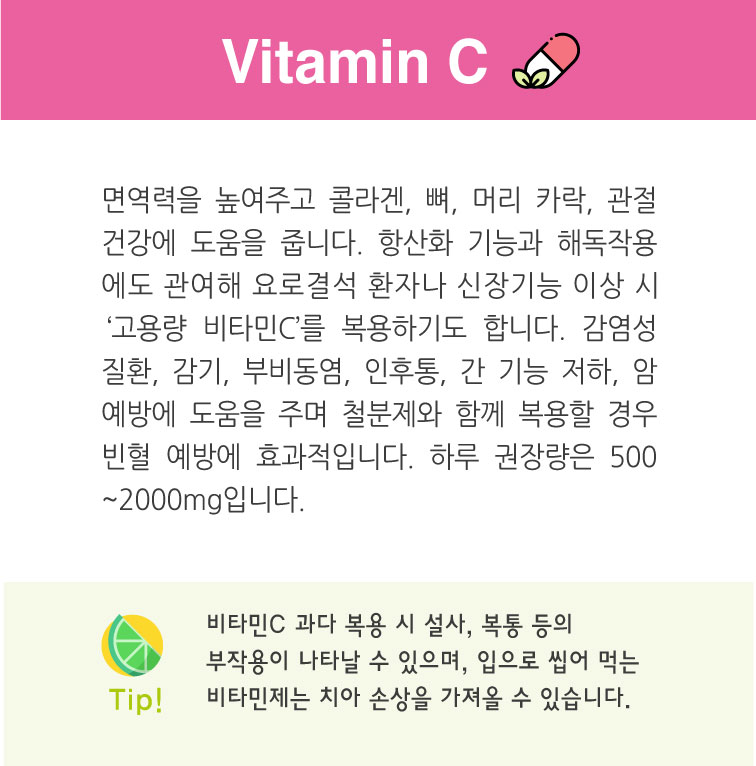 Vitamin C
면역력을 높여주고 콜라겐, 뼈, 머리 카락, 관절
건강에 도움을 줍니다. 항산화 기능과 해독작용
에도 관여해 요로결석 환자나 신장기능 이상 시
‘고용량 비타민C’를 복용하기도 합니다. 감염성
질환, 감기, 부비동염, 인후통, 간 기능 저하, 암
예방에 도움을 주며 철분제와 함께 복용할 경우
빈혈 예방에 효과적입니다. 하루 권장량은 500
~2000mg입니다.
비타민C 과다 복용 시 설사, 복통 등의
부작용이 나타날 수 있으며, 입으로 씹어 먹는
비타민제는 치아 손상을 가져올 수 있습니다.
Tip!